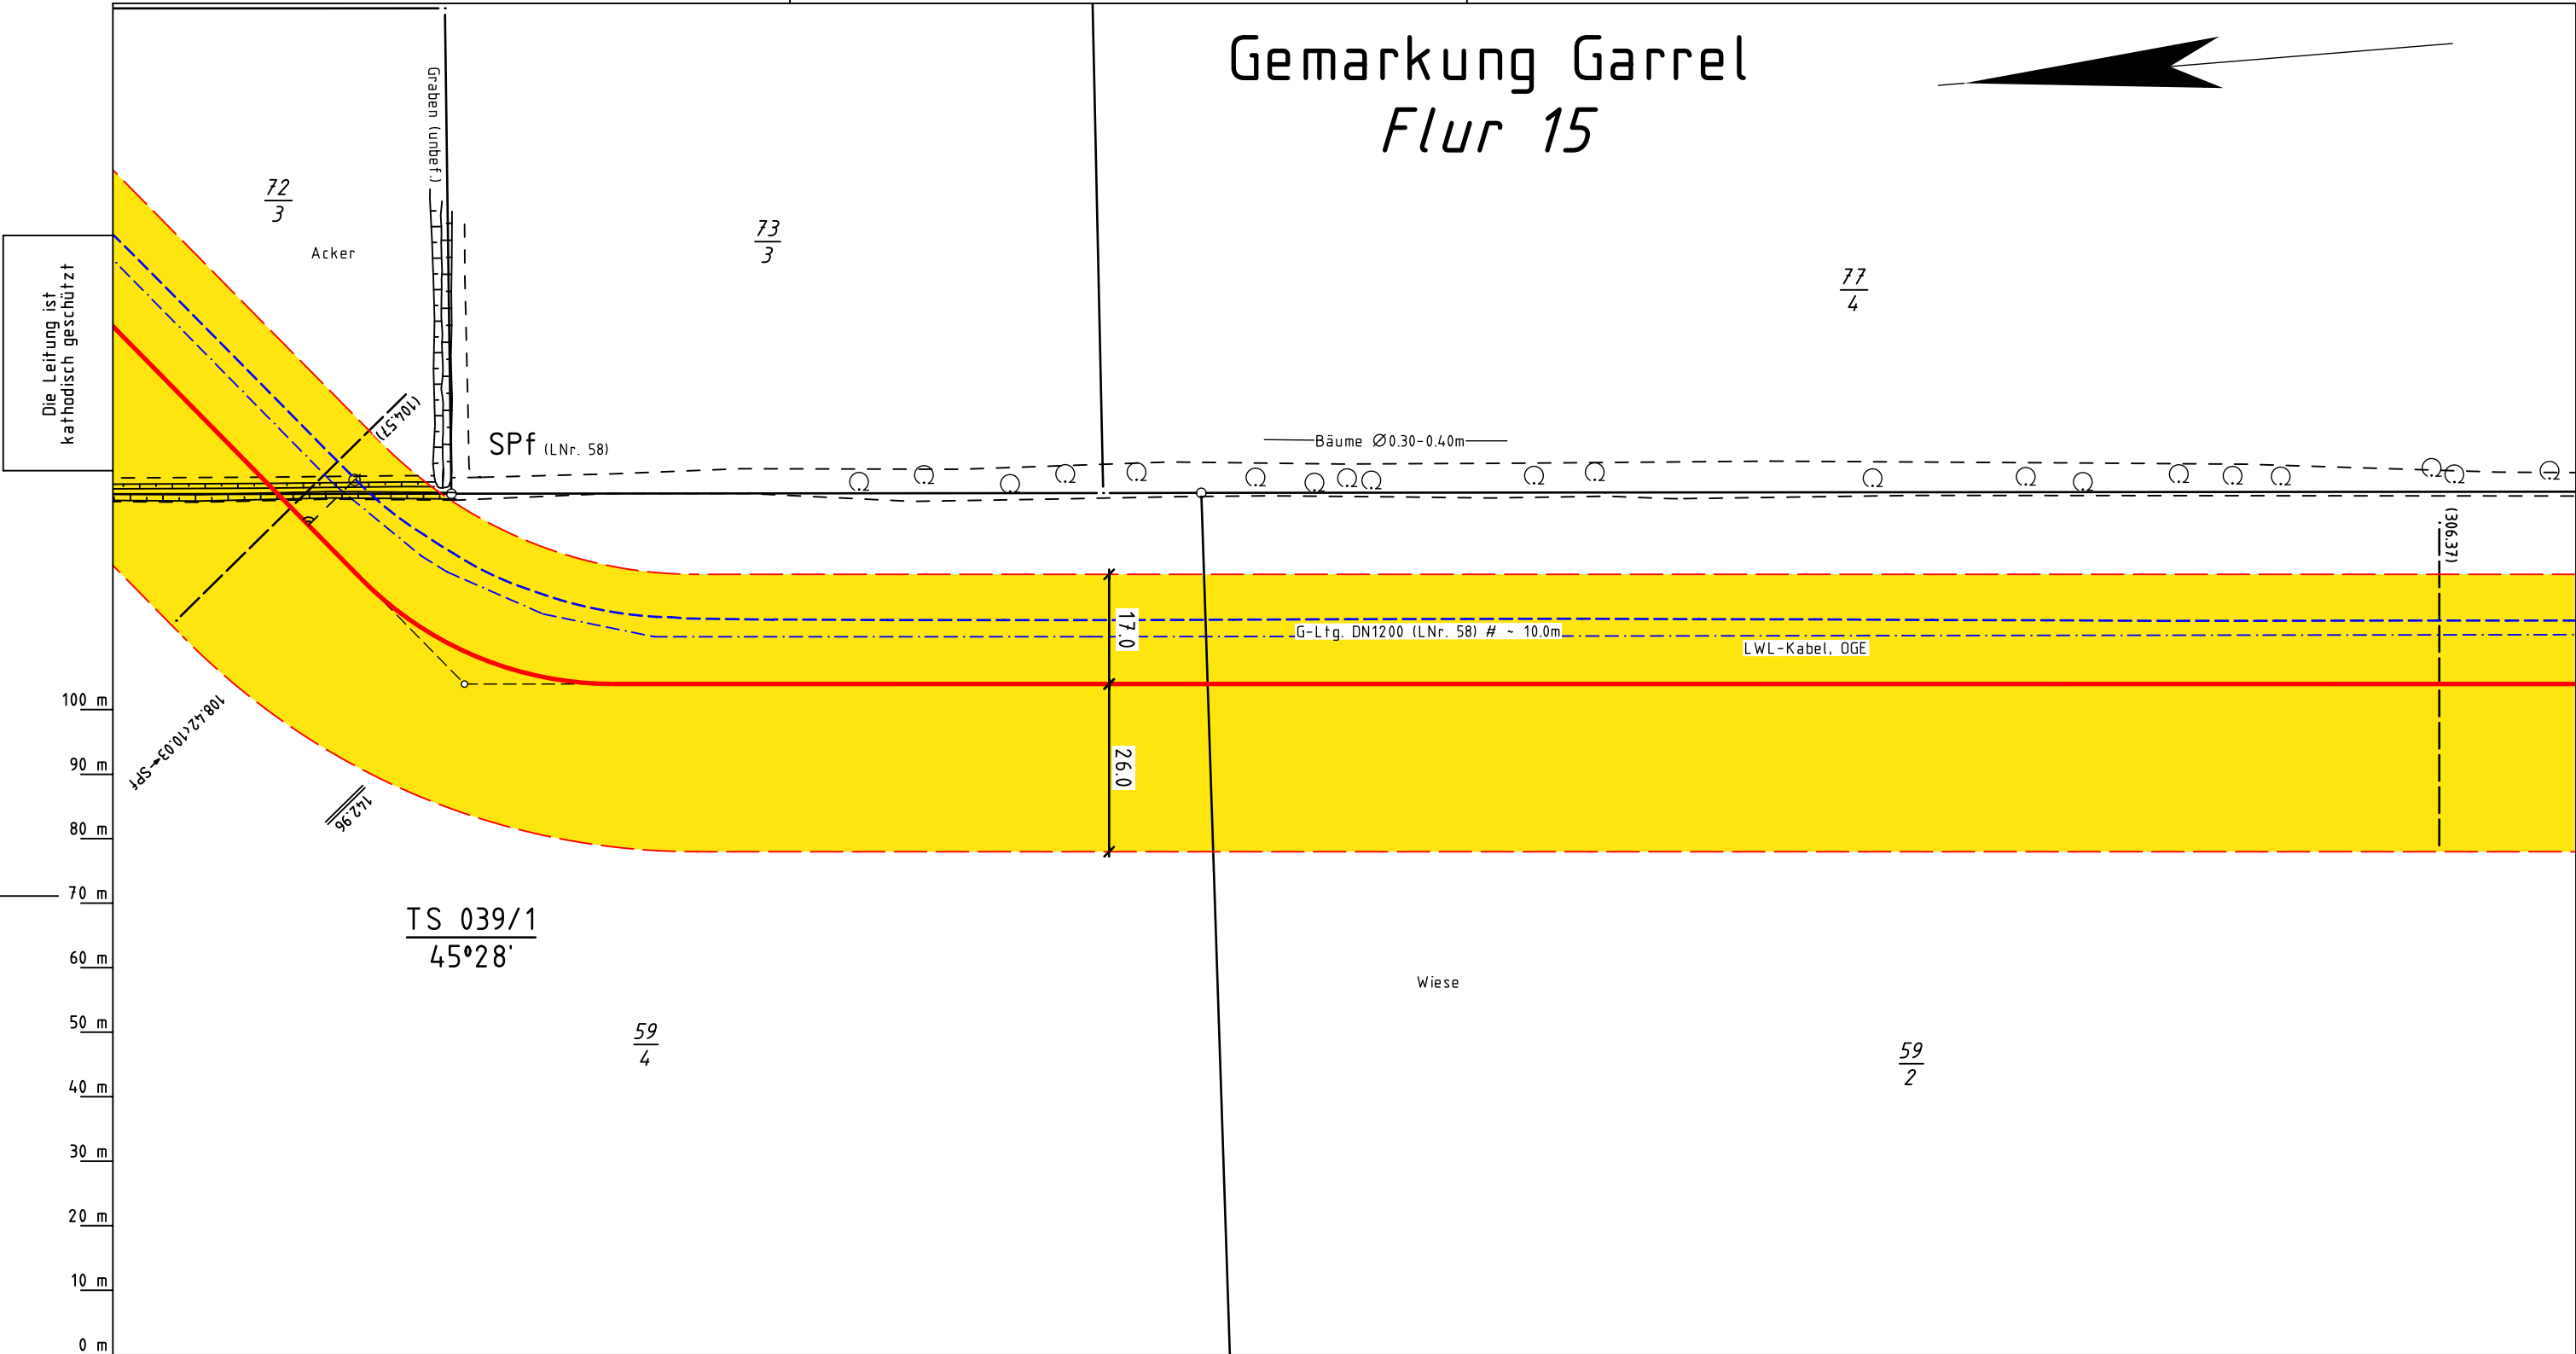 Gemarkung Garrel
Flur 15
Graben (unbef.)
72
3
Acker
73
3
77
4
Die Leitung ist
kathodisch geschützt
(104.57)
SPf (LNr. 58)
Bäume Ø0.30-0.40m
(306.37)
17.0
G-Ltg. DN1200 (LNr. 58) # ~ 10.0m
LWL-Kabel, OGE
26.0
108.42(10.03→SPf
142.96
100 m
90 m
80 m
70 m
60 m
50 m
40 m
30 m
20 m
10 m
0 m
TS 039/1
45°28'
Wiese
59
4
59
2